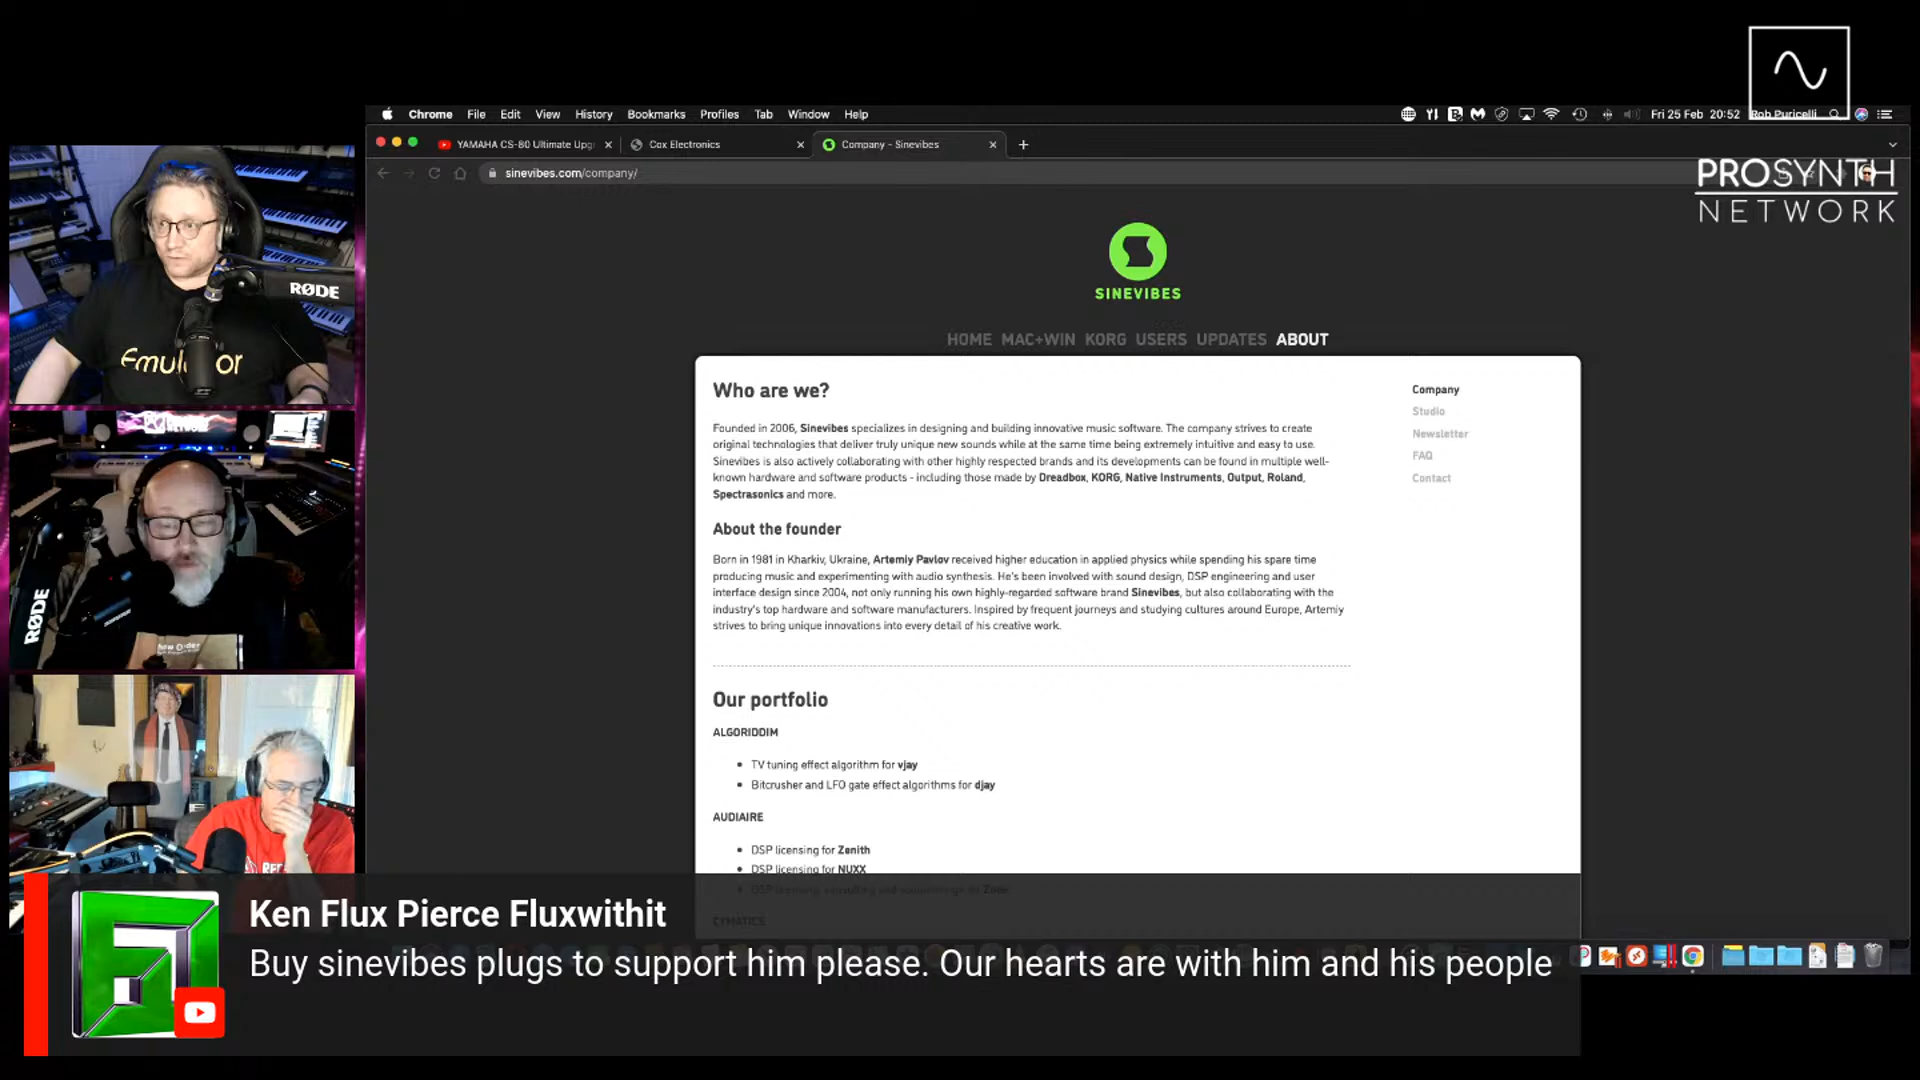 Chrome File Edit View History Bookmarks Profiles Tab Window Help
Fri 25 Feb 20:52 Rob Puricelli
YAMAHA CS-80 Ultimate Upg
Cox Electronics
Company - Sinevibes
sinevibes.com/company/
PROSYNTH
NETWORK
SINEVIBES
HOME MAC+WIN KORG USERS UPDATES ABOUT
Who are we?
Founded in 2006, Sinevibes specializes in designing and building innovative music software. The company strives to create
original technologies that deliver truly unique new sounds while at the same time being extremely intuitive and easy to use.
Sinevibes is also actively collaborating with other highly respected brands and its developments can be found in multiple well-
known hardware and software products - including those made by Dreadbox, KORG, Native Instruments, Output, Roland,
Spectrasonics and more.
About the founder
Born in 1981 in Kharkiv, Ukraine, Artemiy Pavlov received higher education in applied physics while spending his spare time
producing music and experimenting with audio synthesis. He's been involved with sound design, DSP engineering and user
interface design since 2004, not only running his own highly-regarded software brand Sinevibes, but also collaborating with the
industry's top hardware and software manufacturers. Inspired by frequent journeys and studying cultures around Europe, Artemiy
strives to bring unique innovations into every detail of his creative work.
Our portfolio
ALGORIDDIM
TV tuning effect algorithm for vjay
Bitcrusher and LFO gate effect algorithms for djay
AUDIAIRE
DSP licensing for Zenith
DSP licensing for NUXX
CYMATICS
Company
Studio
Newsletter
FAQ
Contact
RØDE
Emul or
RØDE
New Order
Ken Flux Pierce Fluxwithit
Buy sinevibes plugs to support him please. Our hearts are with him and his people